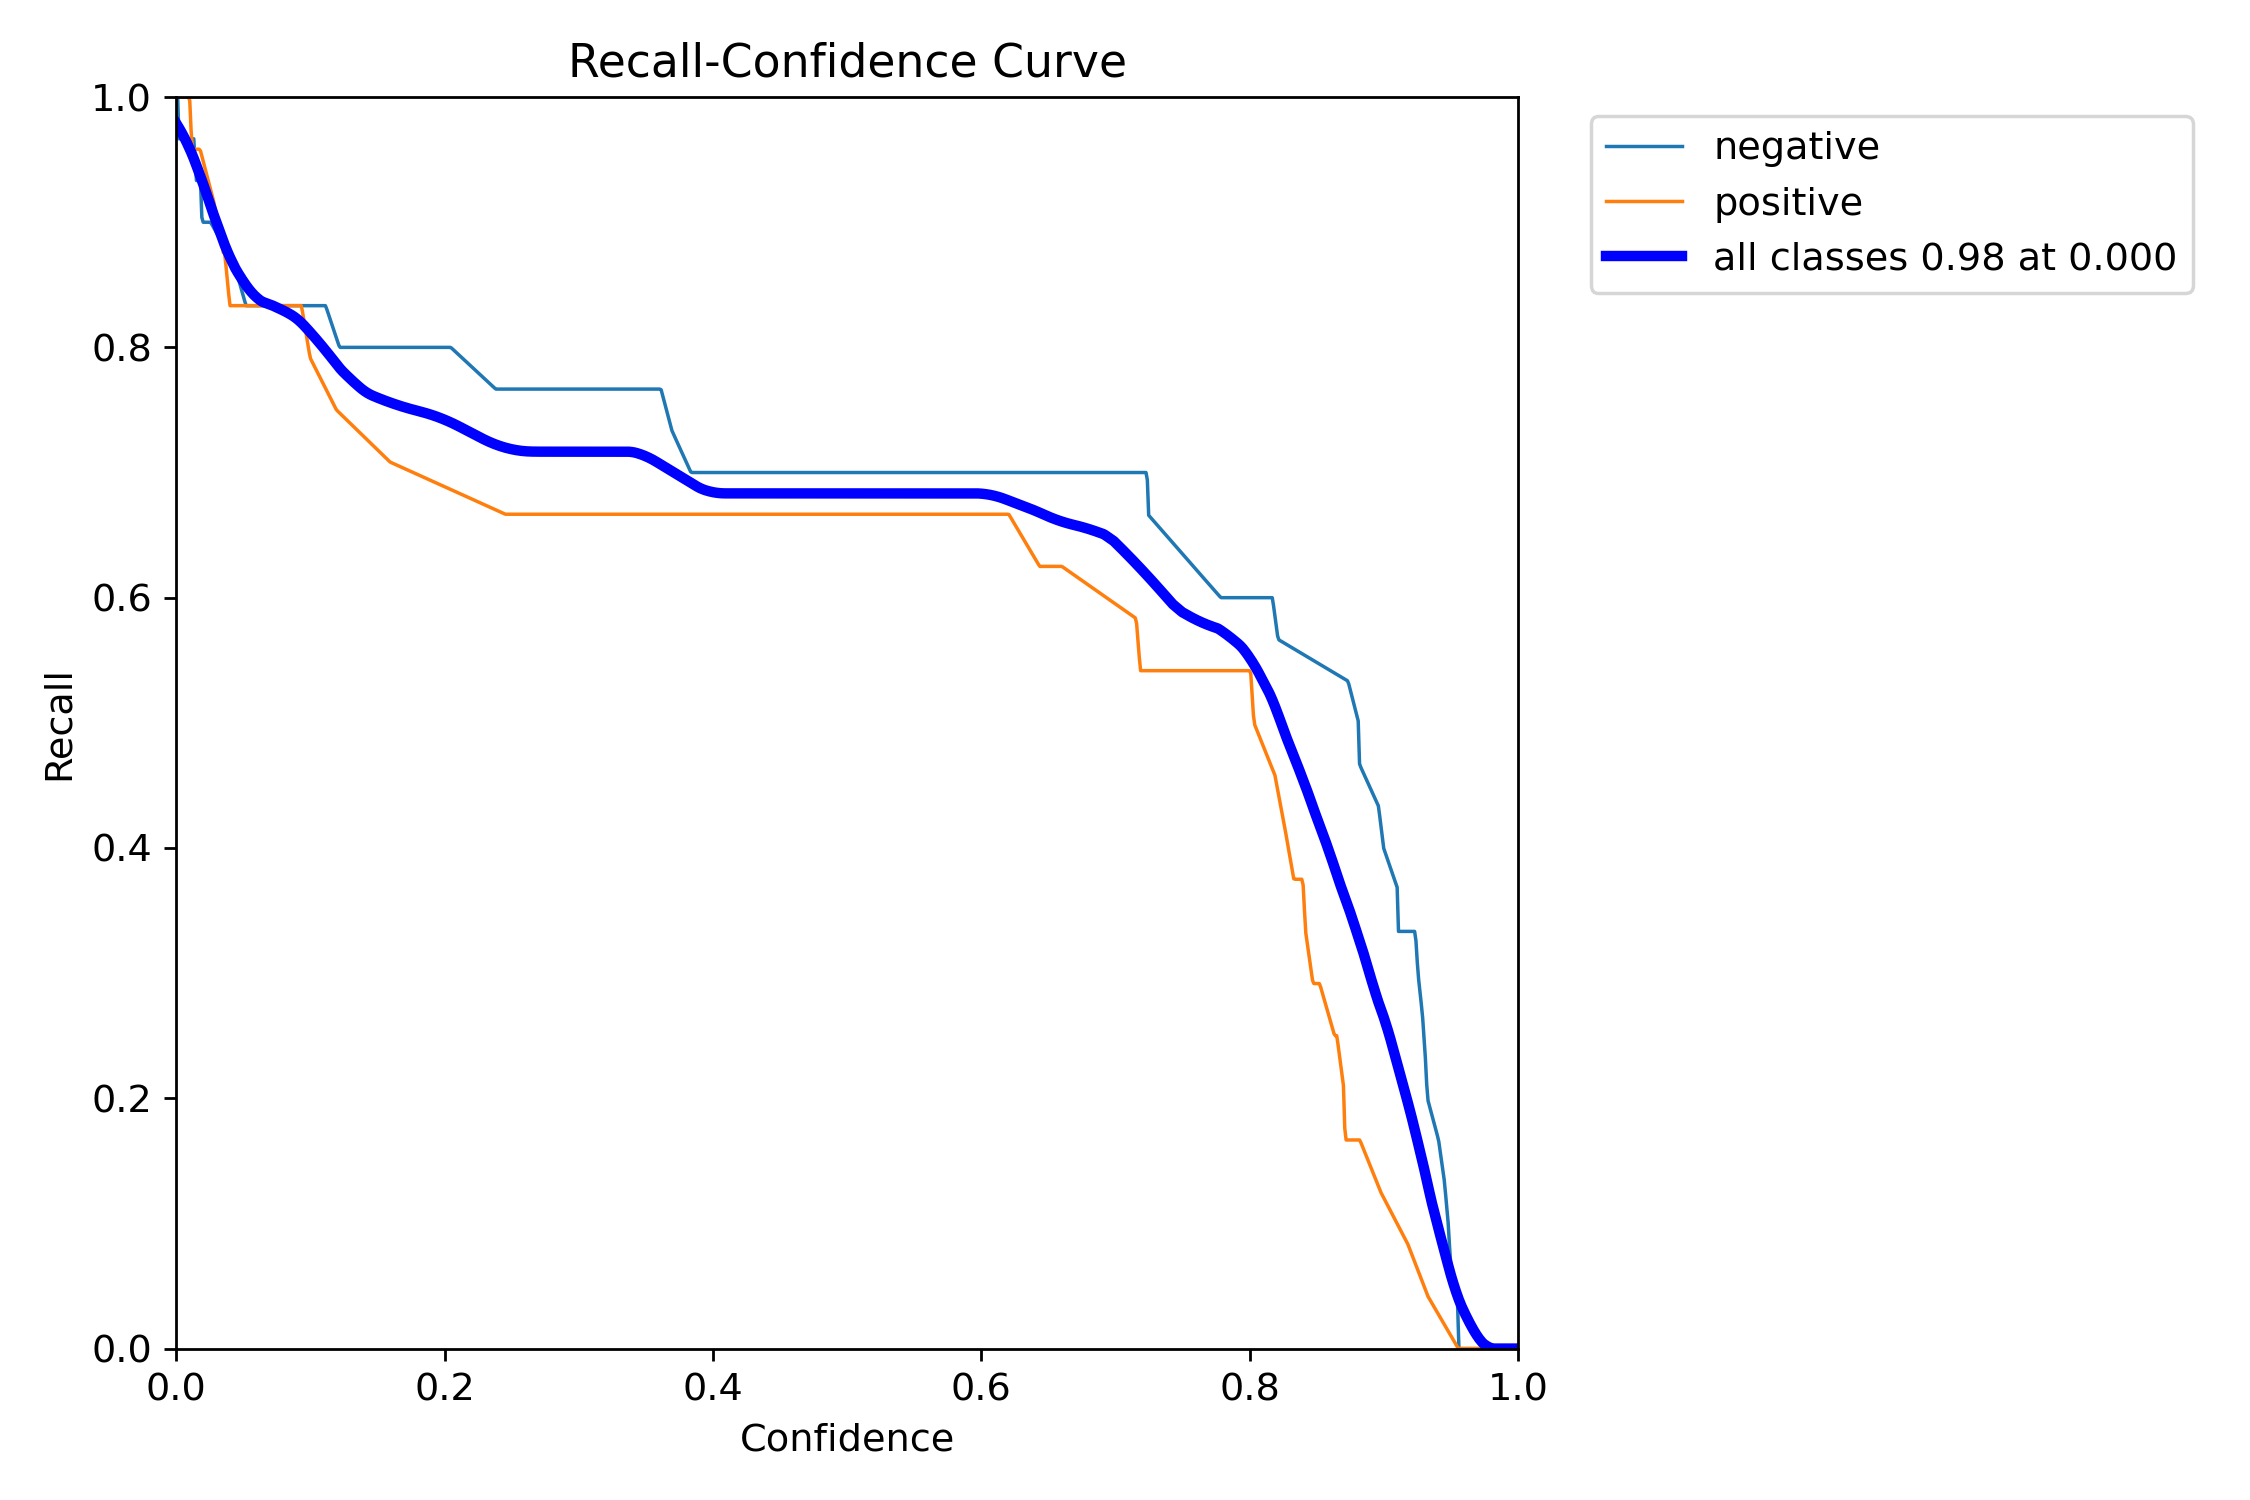 Recall-Confidence Curve
negative
positive
all classes 0.98 at 0.000
1.0
0.8
0.6
0.4
0.2
0.0
Recall
0.0 0.2 0.4 0.6 0.8 1.0
Confidence